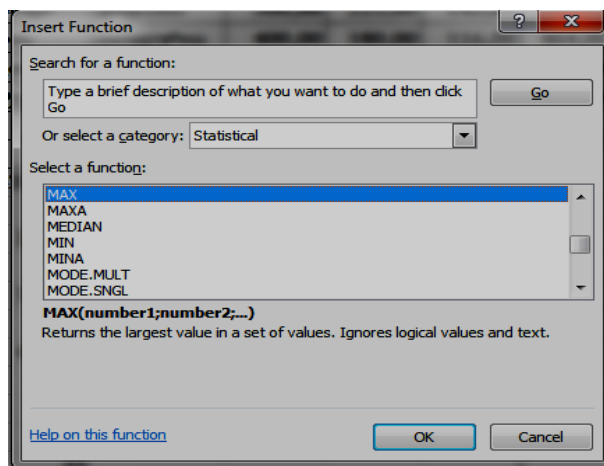 Insert Function
Search for a function:
Type a brief description of what you want to do and then click
Go
Go
Or select a category: Statistical
Select a function:
MAX
MAXA
MEDIAN
MIN
MINA
MODE.MULT
MODE.SNGL
MAX(number1;number2;...)
Returns the largest value in a set of values. Ignores logical values and text.
Help on this function
OK
Cancel